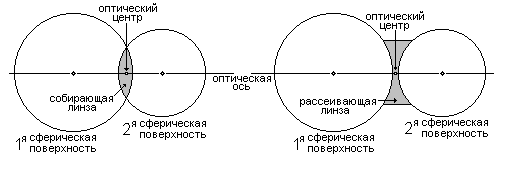 оптический
центр
собирающая
линза
1я сферическая
поверхность
2я сферическая
поверхность
оптическая
ось
оптический
центр
рассеивающая
линза
1я сферическая
поверхность
2я сферическая
поверхность